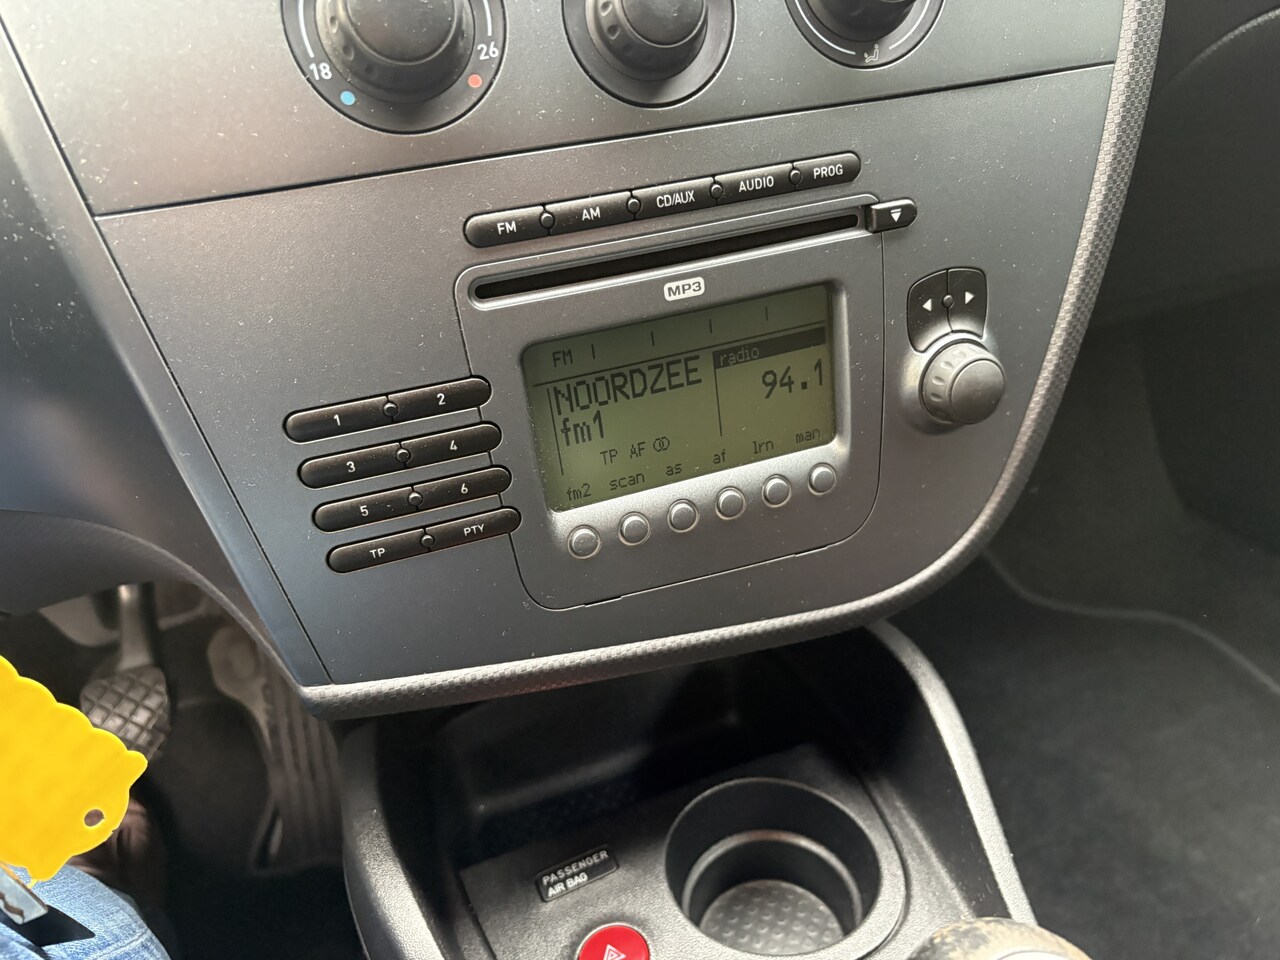 18
26
FM
AM
CD/AUX
AUDIO
PROG
MP3
FM
radio
NOORDZEE
94.1
fm1
TP AF
fm2 scan as af lrn man
1
2
3
4
5
6
TP
PTY
PASSENGER
AIR BAG